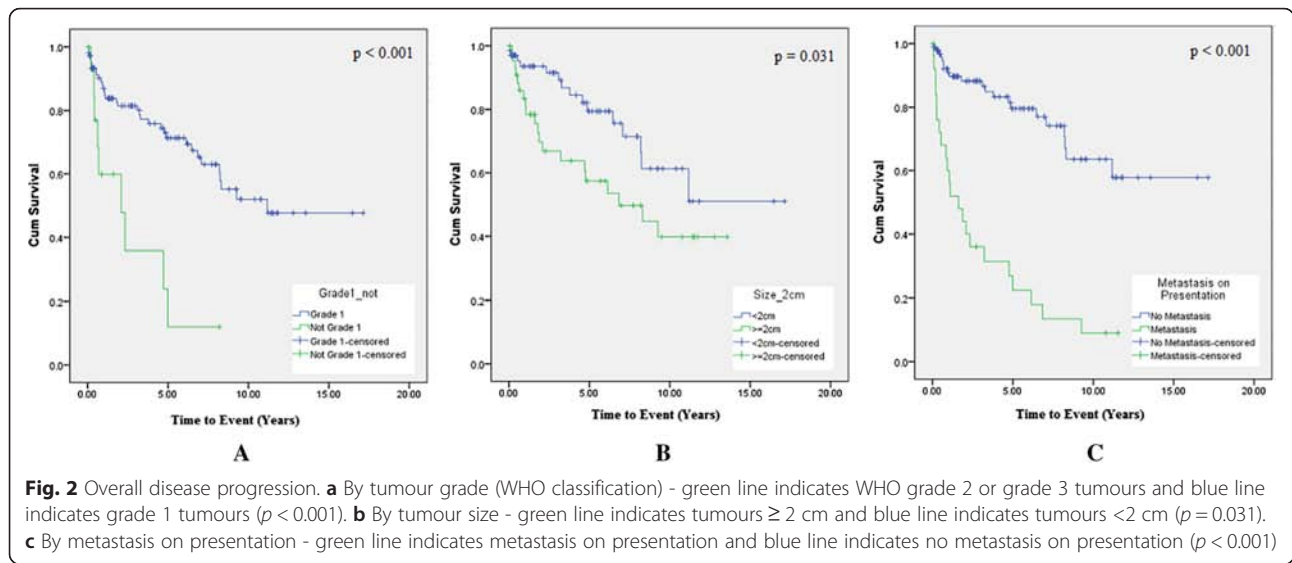 p < 0.001
1.0
0.8
0.6
0.4
0.2
0.0
Cum Survival
Grade1_not
Grade 1
Not Grade 1
Grade 1-censored
Not Grade 1-censored
0.00 5.00 10.00 15.00 20.00
Time to Event (Years)
A
p = 0.031
1.0
0.8
0.6
0.4
0.2
0.0
Cum Survival
Size_2cm
<2cm
>=2cm
<2cm-censored
>=2cm-censored
0.00 5.00 10.00 15.00 20.00
Time to Event (Years)
B
p < 0.001
1.0
0.8
0.6
0.4
0.2
0.0
Cum Survival
Metastasis on
Presentation
No Metastasis
Metastasis
No Metastasis-censored
Metastasis-censored
0.00 5.00 10.00 15.00 20.00
Time to Event (Years)
C
Fig. 2 Overall disease progression. a By tumour grade (WHO classification) - green line indicates WHO grade 2 or grade 3 tumours and blue line
indicates grade 1 tumours (p < 0.001). b By tumour size - green line indicates tumours ≥ 2 cm and blue line indicates tumours <2 cm (p = 0.031).
c By metastasis on presentation - green line indicates metastasis on presentation and blue line indicates no metastasis on presentation (p < 0.001)